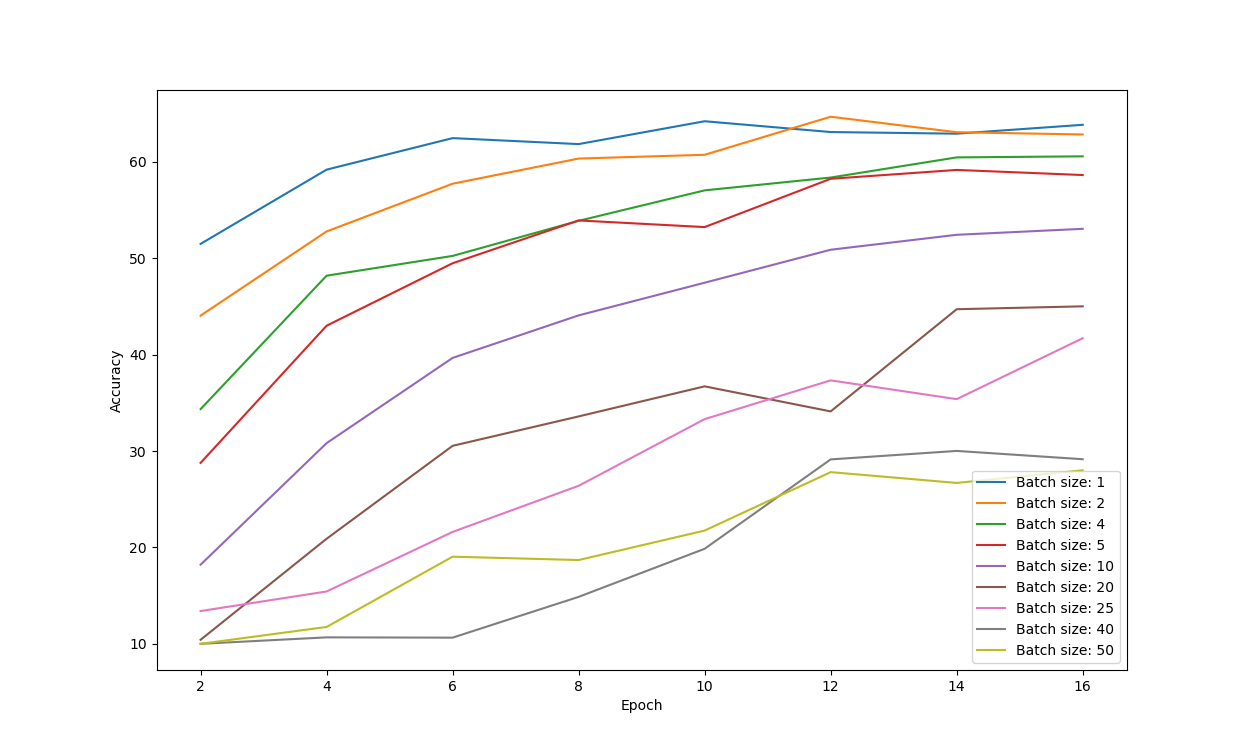 60
50
40
30
20
10
Accuracy
2 4 6 8 10 12 14 16
Epoch
Batch size: 1
Batch size: 2
Batch size: 4
Batch size: 5
Batch size: 10
Batch size: 20
Batch size: 25
Batch size: 40
Batch size: 50